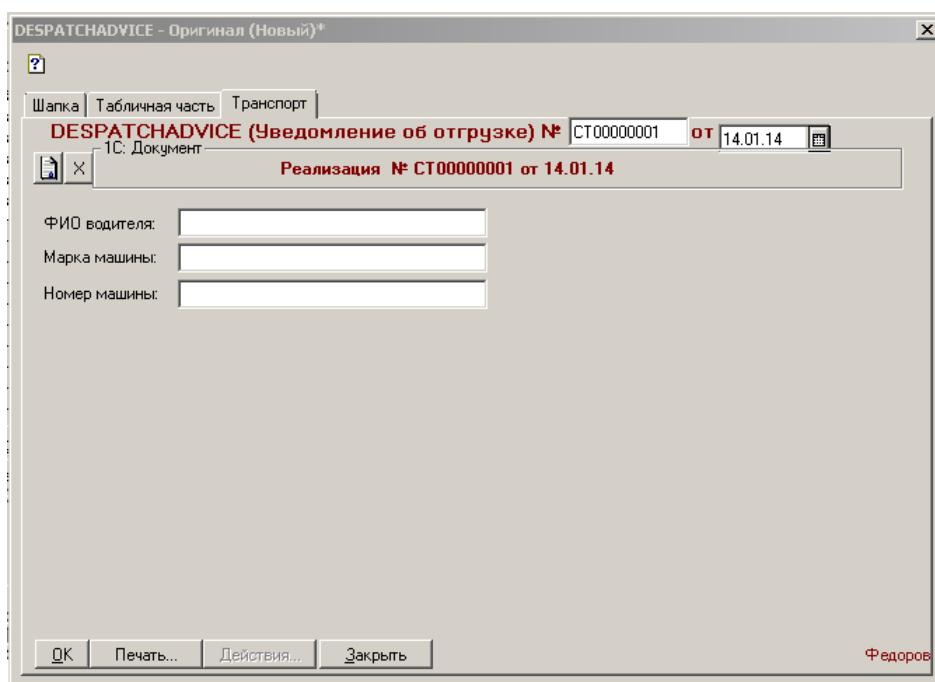 DESPATCHADVICE - Оригинал (Новый)*
Шапка Табличная часть Транспорт
DESPATCHADVICE (Уведомление об отгрузке) № СТ00000001 от 14.01.14
1С: Документ
Реализация № СТ00000001 от 14.01.14
ФИО водителя:
Марка машины:
Номер машины:
OK Печать... Действия... Закрыть Федоров